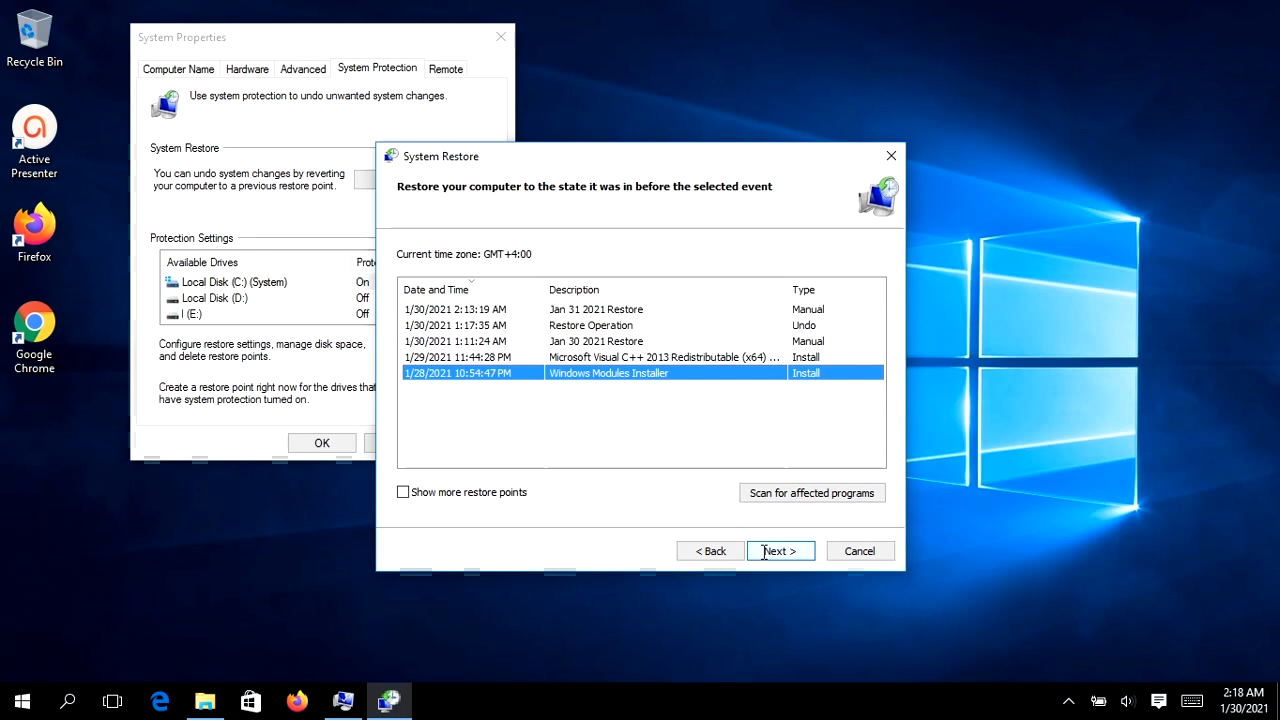 Recycle Bin
Active
Presenter
Firefox
Google
Chrome
System Properties
Computer Name
Hardware
Advanced
System Protection
Remote
Use system protection to undo unwanted system changes.
System Restore
You can undo system changes by reverting
your computer to a previous restore point.
Protection Settings
Available Drives
Local Disk (C:) (System)
On
Local Disk (D:)
Off
I (E:)
Off
Configure restore settings, manage disk space,
and delete restore points.
Create a restore point right now for the drives that
have system protection turned on.
OK
System Restore
Restore your computer to the state it was in before the selected event
Current time zone: GMT+4:00
Date and Time Description Type
1/30/2021 2:13:19 AM Jan 31 2021 Restore Manual
1/30/2021 1:17:35 AM Restore Operation Undo
1/30/2021 1:11:24 AM Jan 30 2021 Restore Manual
1/29/2021 11:44:28 PM Microsoft Visual C++ 2013 Redistributable (x64) ... Install
1/28/2021 10:54:47 PM Windows Modules Installer Install
Show more restore points
Scan for affected programs
< Back
Next >
Cancel
2:18 AM
1/30/2021